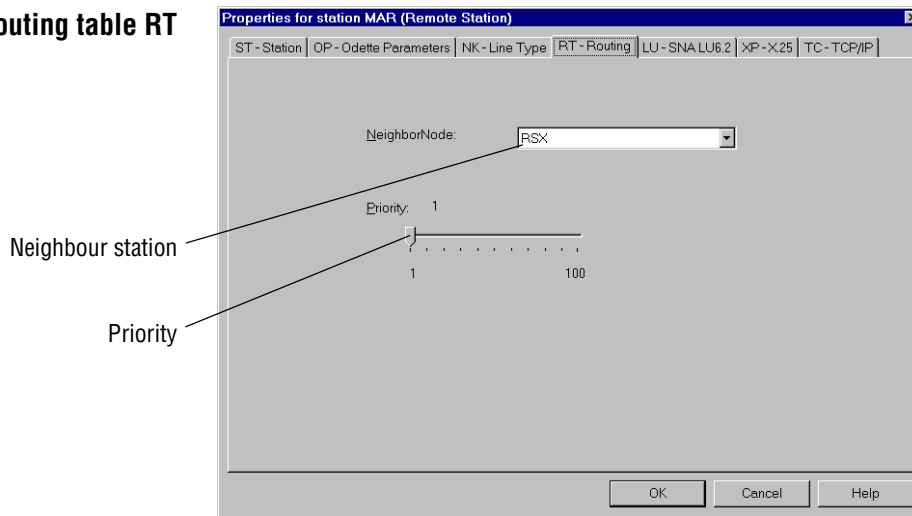 outing table RT
Properties for station MAR (Remote Station)
ST - Station OP - Odette Parameters NK - Line Type RT - Routing LU - SNA LU6.2 XP - X.25 TC - TCP/IP
NeighborNode: RSX
Priority: 1
1 100
Neighbour station
Priority
OK Cancel Help